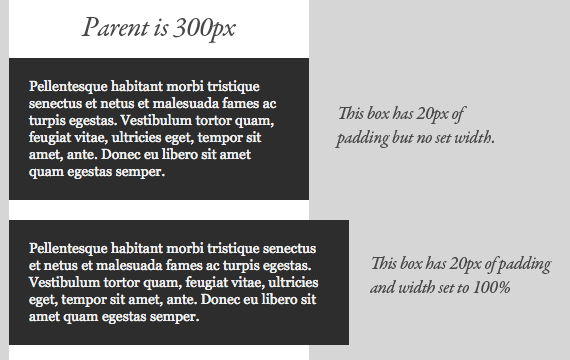 Parent is 300px
Pellentesque habitant morbi tristique
senectus et netus et malesuada fames ac
turpis egestas. Vestibulum tortor quam,
feugiat vitae, ultricies eget, tempor sit
amet, ante. Donec eu libero sit amet
quam egestas semper.
This box has 20px of
padding but no set width.
Pellentesque habitant morbi tristique senectus
et netus et malesuada fames ac turpis egestas.
Vestibulum tortor quam, feugiat vitae, ultricies
eget, tempor sit amet, ante. Donec eu libero sit
amet quam egestas semper.
This box has 20px of padding
and width set to 100%